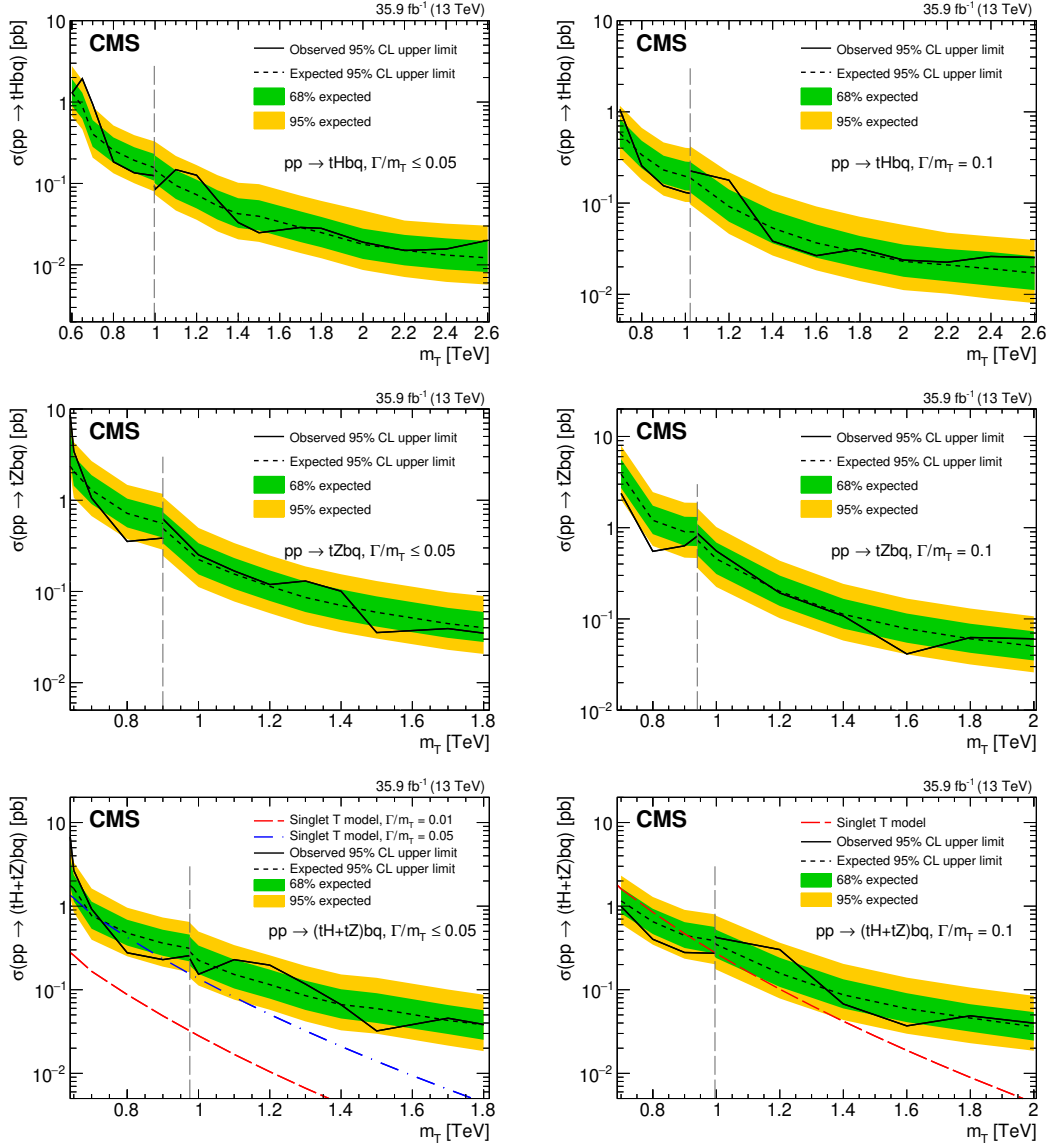 35.9 fb⁻¹ (13 TeV)
CMS
Observed 95% CL upper limit
Expected 95% CL upper limit
68% expected
95% expected
pp → tHbq, Γ/m_T ≤ 0.05
σ(pp → tHbq) [pb]
10
1
10⁻¹
10⁻²
0.6 0.8 1 1.2 1.4 1.6 1.8 2 2.2 2.4 2.6
m_T [TeV]
35.9 fb⁻¹ (13 TeV)
CMS
Observed 95% CL upper limit
Expected 95% CL upper limit
68% expected
95% expected
pp → tHbq, Γ/m_T = 0.1
σ(pp → tHbq) [pb]
10
1
10⁻¹
10⁻²
0.8 1 1.2 1.4 1.6 1.8 2 2.2 2.4 2.6
m_T [TeV]
35.9 fb⁻¹ (13 TeV)
CMS
Observed 95% CL upper limit
Expected 95% CL upper limit
68% expected
95% expected
pp → tZbq, Γ/m_T ≤ 0.05
σ(pp → tZbq) [pb]
10
1
10⁻¹
10⁻²
0.8 1 1.2 1.4 1.6 1.8
m_T [TeV]
35.9 fb⁻¹ (13 TeV)
CMS
Observed 95% CL upper limit
Expected 95% CL upper limit
68% expected
95% expected
pp → tZbq, Γ/m_T = 0.1
σ(pp → tZbq) [pb]
10
1
10⁻¹
10⁻²
0.8 1 1.2 1.4 1.6 1.8 2
m_T [TeV]
35.9 fb⁻¹ (13 TeV)
CMS
Singlet T model, Γ/m_T = 0.01
Singlet T model, Γ/m_T = 0.05
Observed 95% CL upper limit
Expected 95% CL upper limit
68% expected
95% expected
pp → (tH+tZ)bq, Γ/m_T ≤ 0.05
σ(pp → (tH+tZ)bq) [pb]
10
1
10⁻¹
10⁻²
0.8 1 1.2 1.4 1.6 1.8
m_T [TeV]
35.9 fb⁻¹ (13 TeV)
CMS
Singlet T model
Observed 95% CL upper limit
Expected 95% CL upper limit
68% expected
95% expected
pp → (tH+tZ)bq, Γ/m_T = 0.1
σ(pp → (tH+tZ)bq) [pb]
10
1
10⁻¹
10⁻²
0.8 1 1.2 1.4 1.6 1.8 2
m_T [TeV]